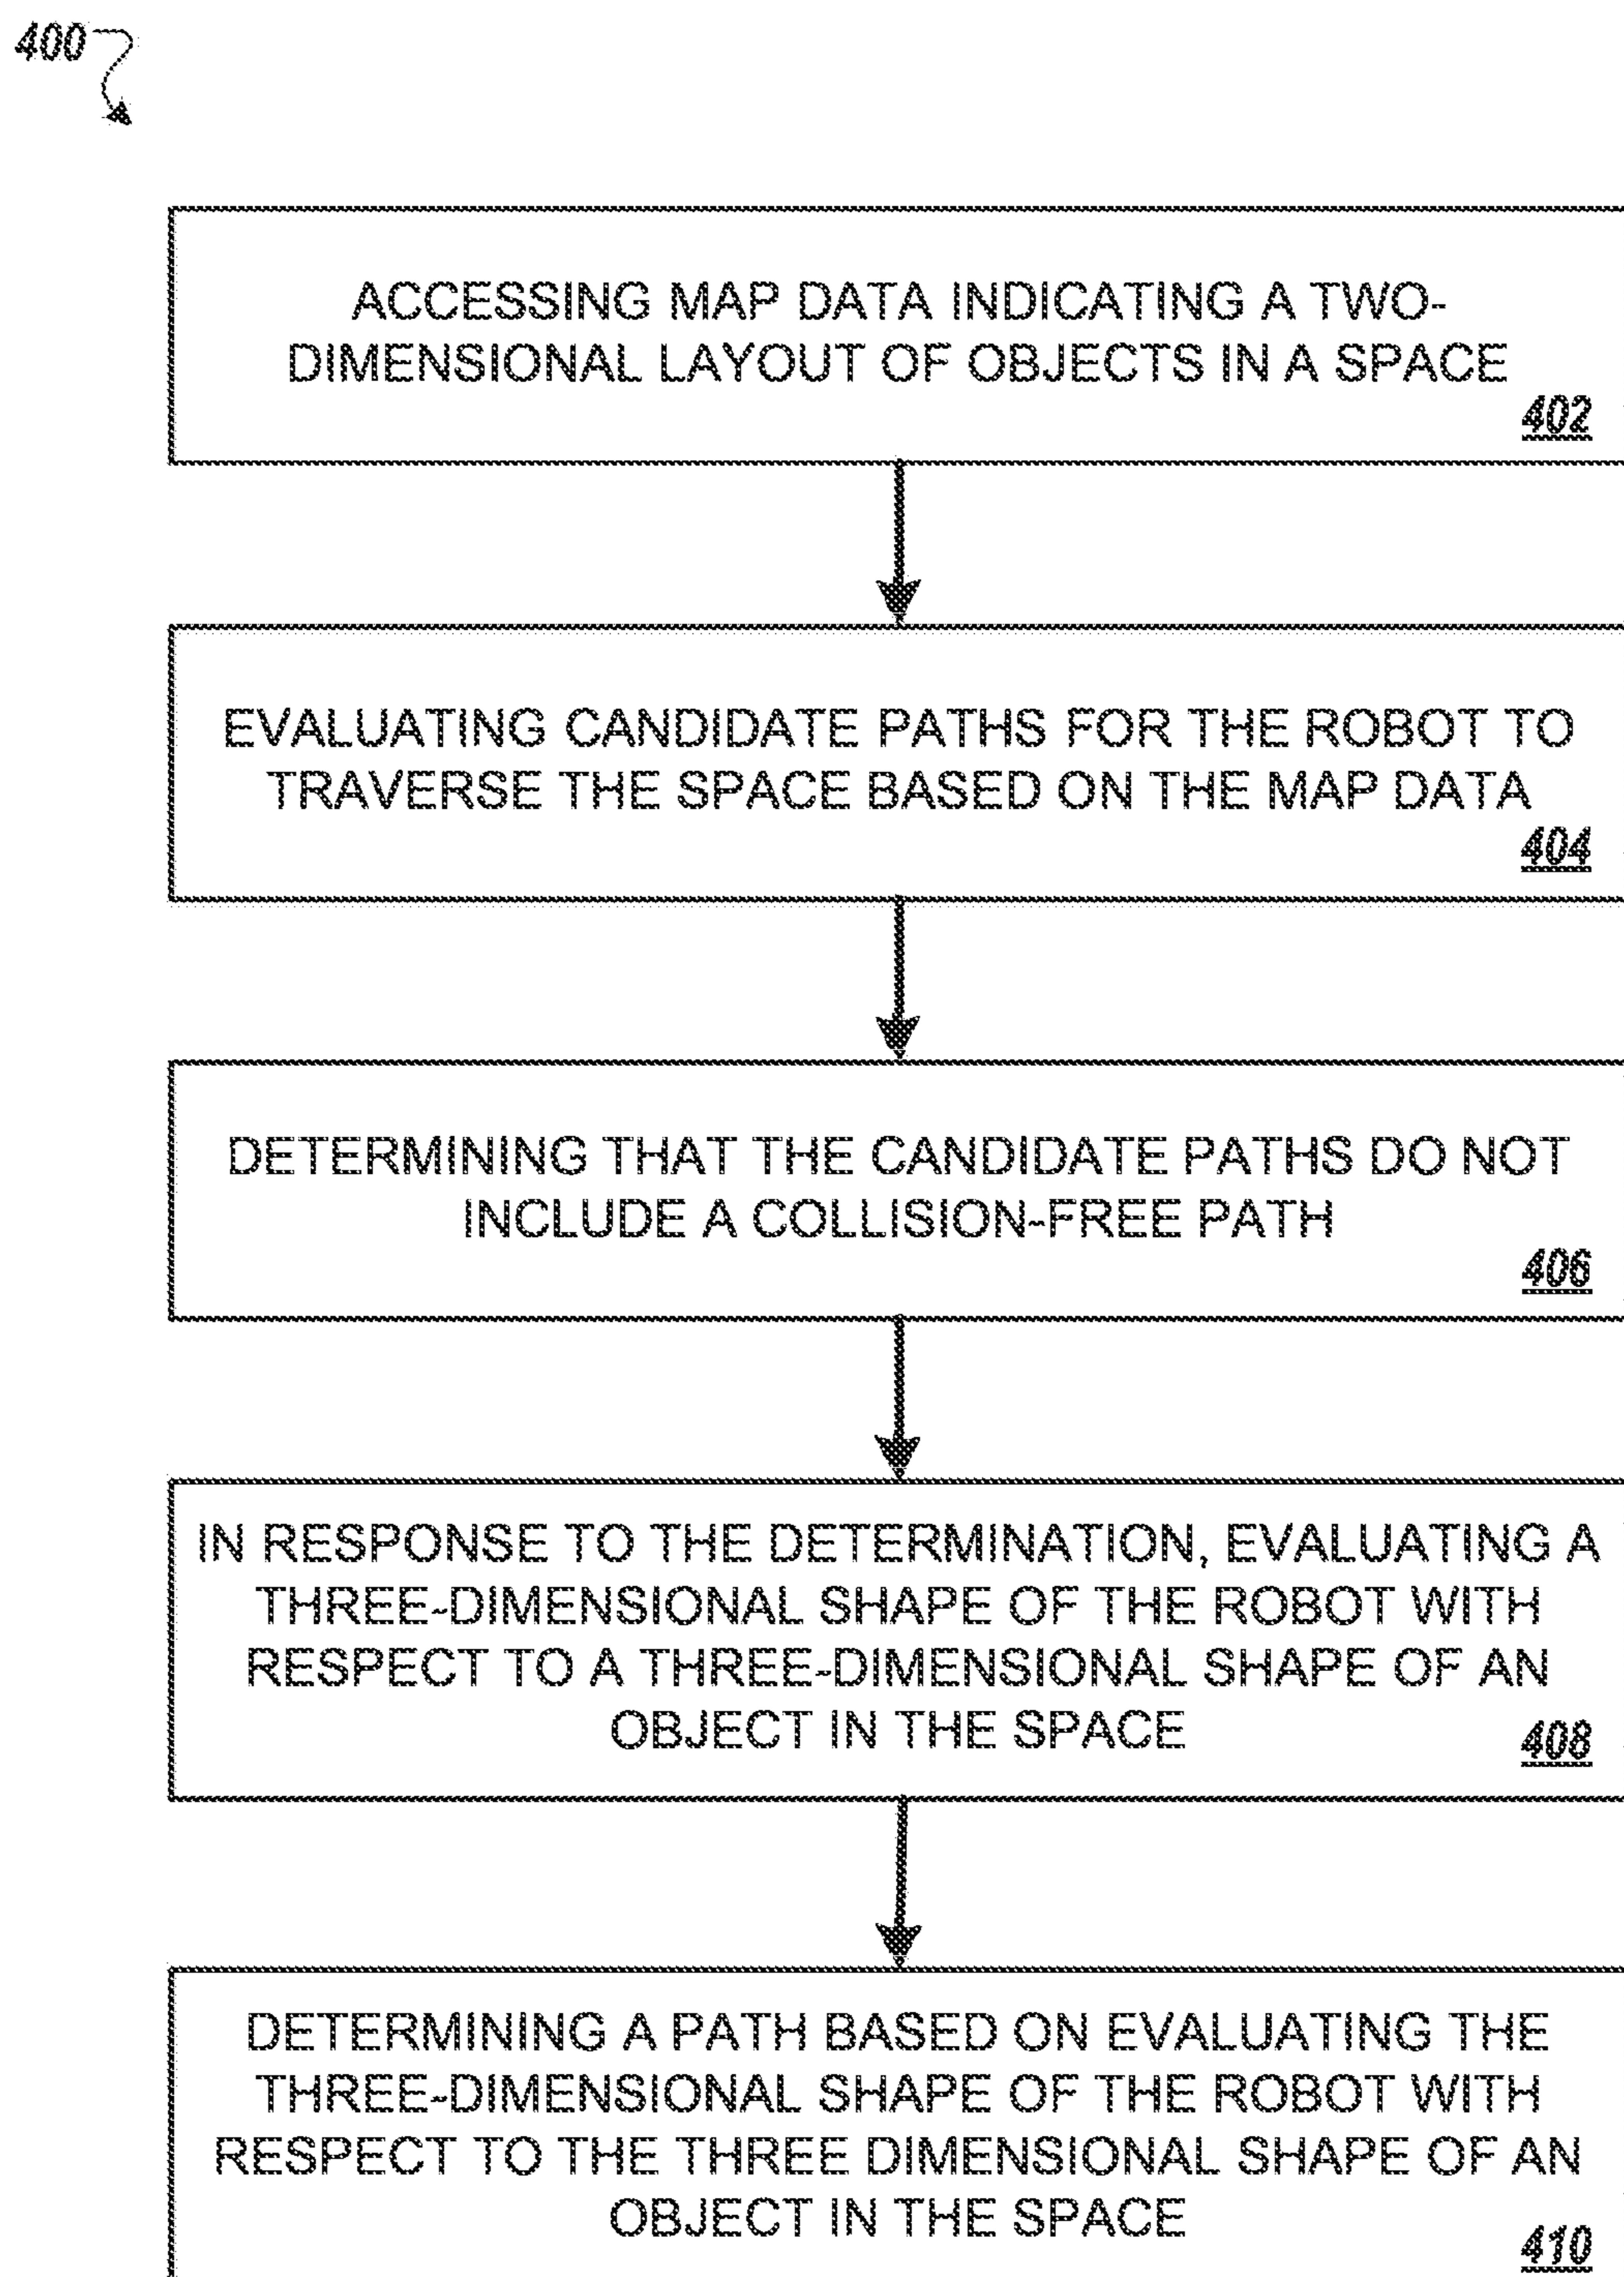 400
ACCESSING MAP DATA INDICATING A TWO-
DIMENSIONAL LAYOUT OF OBJECTS IN A SPACE
402
EVALUATING CANDIDATE PATHS FOR THE ROBOT TO
TRAVERSE THE SPACE BASED ON THE MAP DATA
404
DETERMINING THAT THE CANDIDATE PATHS DO NOT
INCLUDE A COLLISION-FREE PATH
406
IN RESPONSE TO THE DETERMINATION, EVALUATING A
THREE-DIMENSIONAL SHAPE OF THE ROBOT WITH
RESPECT TO A THREE-DIMENSIONAL SHAPE OF AN
OBJECT IN THE SPACE
408
DETERMINING A PATH BASED ON EVALUATING THE
THREE-DIMENSIONAL SHAPE OF THE ROBOT WITH
RESPECT TO THE THREE DIMENSIONAL SHAPE OF AN
OBJECT IN THE SPACE
410